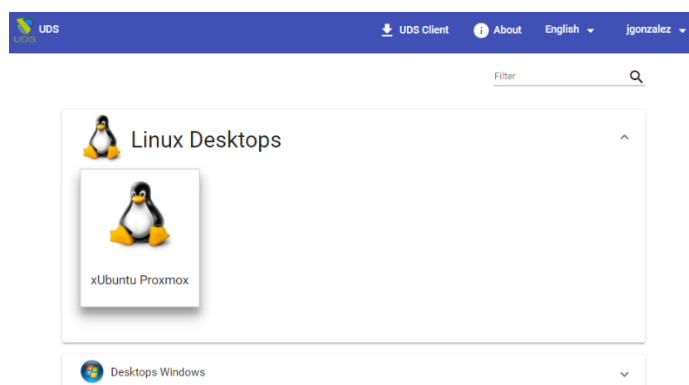 UDS
UDS
UDS Client
About
English
jgonzalez
Filter
Linux Desktops
xUbuntu Proxmox
Desktops Windows